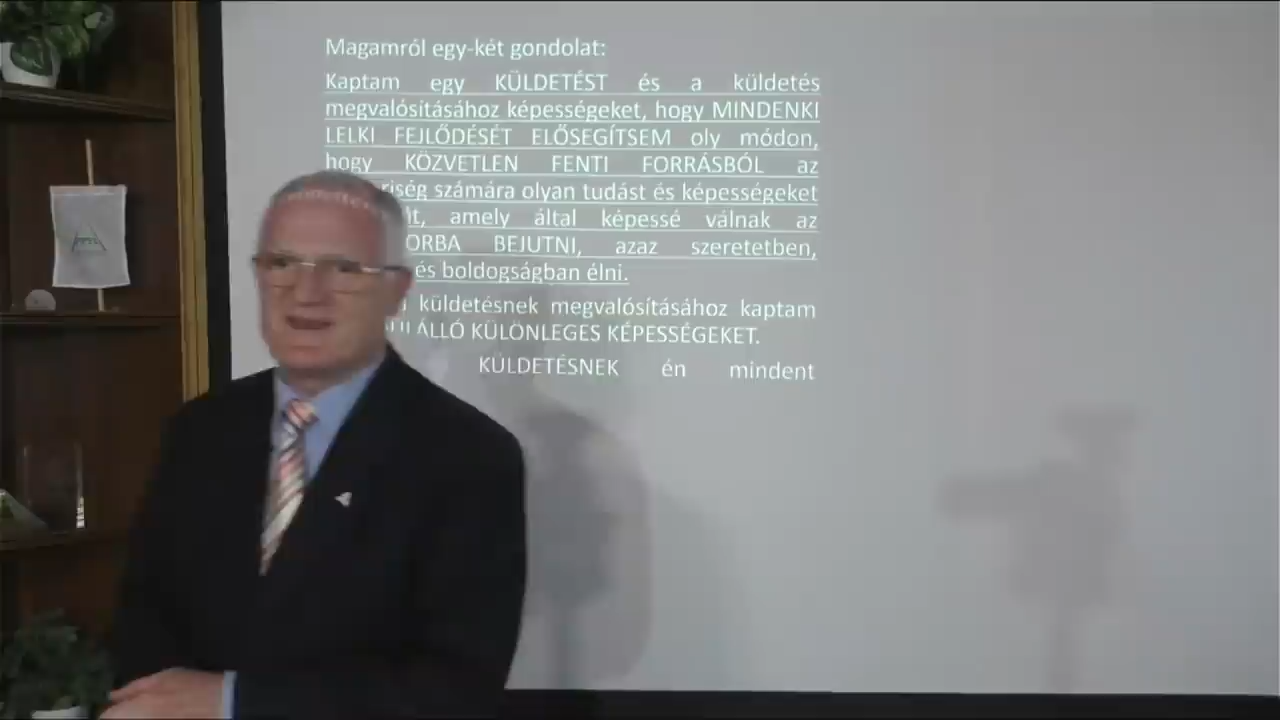 Magamról egy-két gondolat:
Kaptam egy KÜLDETÉST és a küldetés
megvalósításához képességeket, hogy MINDENKI
LELKI FEJLŐDÉSÉT ELŐSEGÍTSEM oly módon,
hogy KÖZVETLEN FENTI FORRÁSBÓL az
számára olyan tudást és képességeket
amely által képessé válnak az
BEJUTNI, azaz szeretetben,
és boldogságban élni.
küldetésnek megvalósításához kaptam
KÜLÖNLEGES KÉPESSÉGEKET.
KÜLDETÉSNEK én mindent